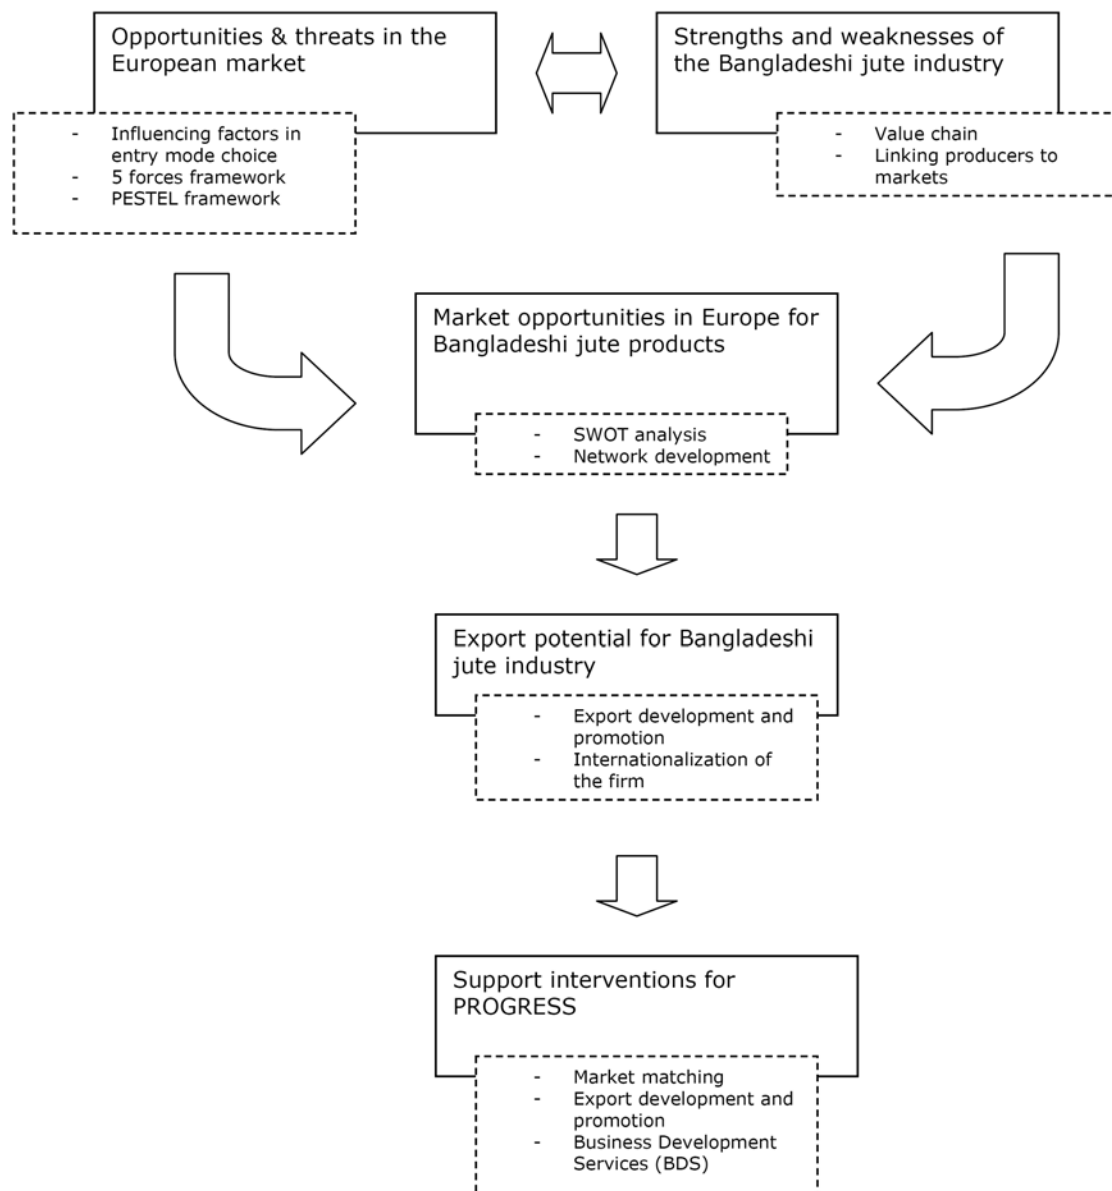 Opportunities & threats in the
European market
- Influencing factors in
entry mode choice
- 5 forces framework
- PESTEL framework
Strengths and weaknesses of
the Bangladeshi jute industry
- Value chain
- Linking producers to
markets
Market opportunities in Europe for
Bangladeshi jute products
- SWOT analysis
- Network development
Export potential for Bangladeshi
jute industry
- Export development and
promotion
- Internationalization of
the firm
Support interventions for
PROGRESS
- Market matching
- Export development and
promotion
- Business Development
Services (BDS)